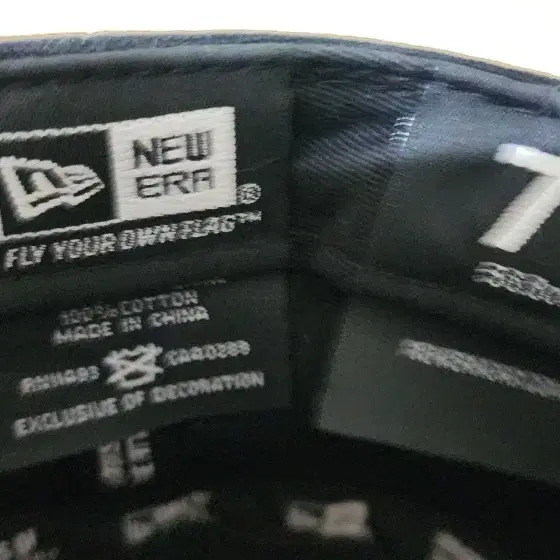 NEW
ERA
®
FLY YOUR OWN FLAG™
100% COTTON
MADE IN CHINA
EXCLUSIVE OF DECORATION
7